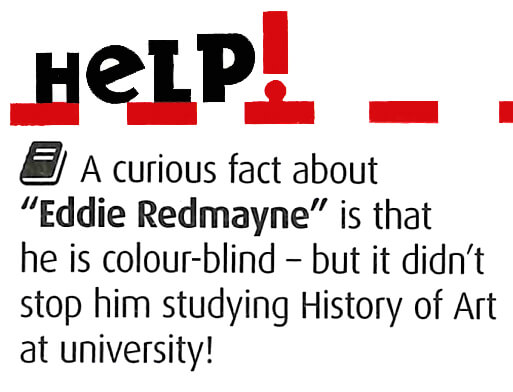 HeLP!
A curious fact about
“Eddie Redmayne” is that
he is colour-blind – but it didn’t
stop him studying History of Art
at university!